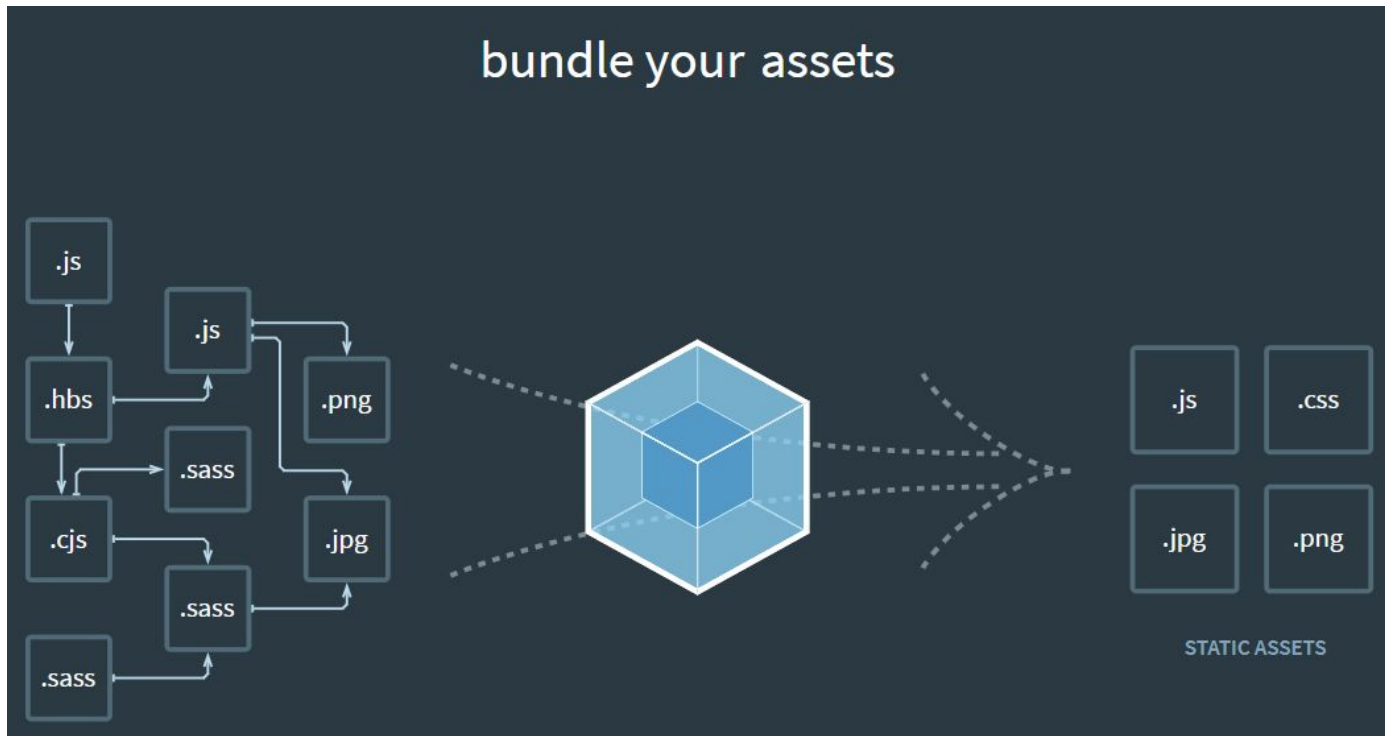 bundle your assets
.js
.js
.hbs
.png
.sass
.cjs
.jpg
.sass
.sass
.js
.css
.jpg
.png
STATIC ASSETS